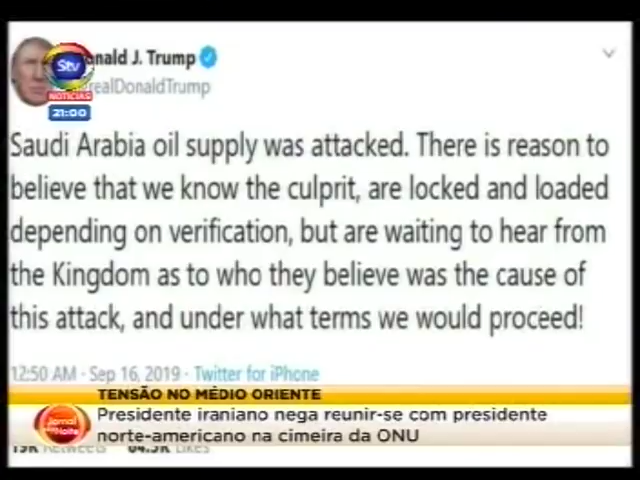 Donald J. Trump
realDonaldTrump
Stv
NOTÍCIAS
21:00
Saudi Arabia oil supply was attacked. There is reason to
believe that we know the culprit, are locked and loaded
depending on verification, but are waiting to hear from
the Kingdom as to who they believe was the cause of
this attack, and under what terms we would proceed!
12:50 AM · Sep 16, 2019 · Twitter for iPhone
TENSÃO NO MÉDIO ORIENTE
Jornal da Noite
Presidente iraniano nega reunir-se com presidente
norte-americano na cimeira da ONU
Retweets Likes